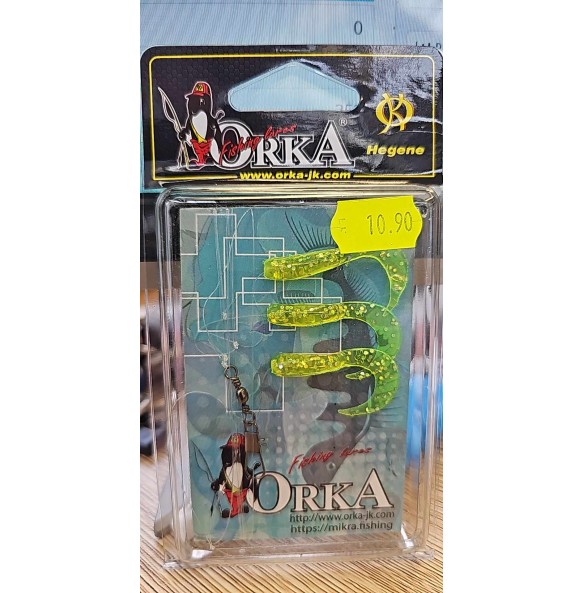 0
Fishing lures
ORKA®
www.orka-jk.com
Hegene
10.90
Fishing lures
ORKA
http://www.orka-jk.com
https://mikra.fishing